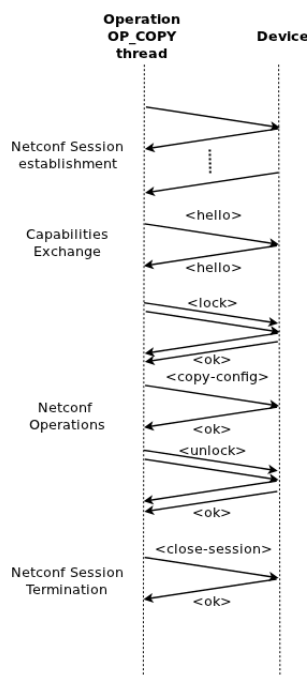 Operation
OP_COPY
thread
Device
Netconf Session
establishment
<hello>
Capabilities
Exchange
<hello>
<lock>
<ok>
<copy-config>
Netconf
Operations
<ok>
<unlock>
<ok>
<close-session>
Netconf Session
Termination
<ok>